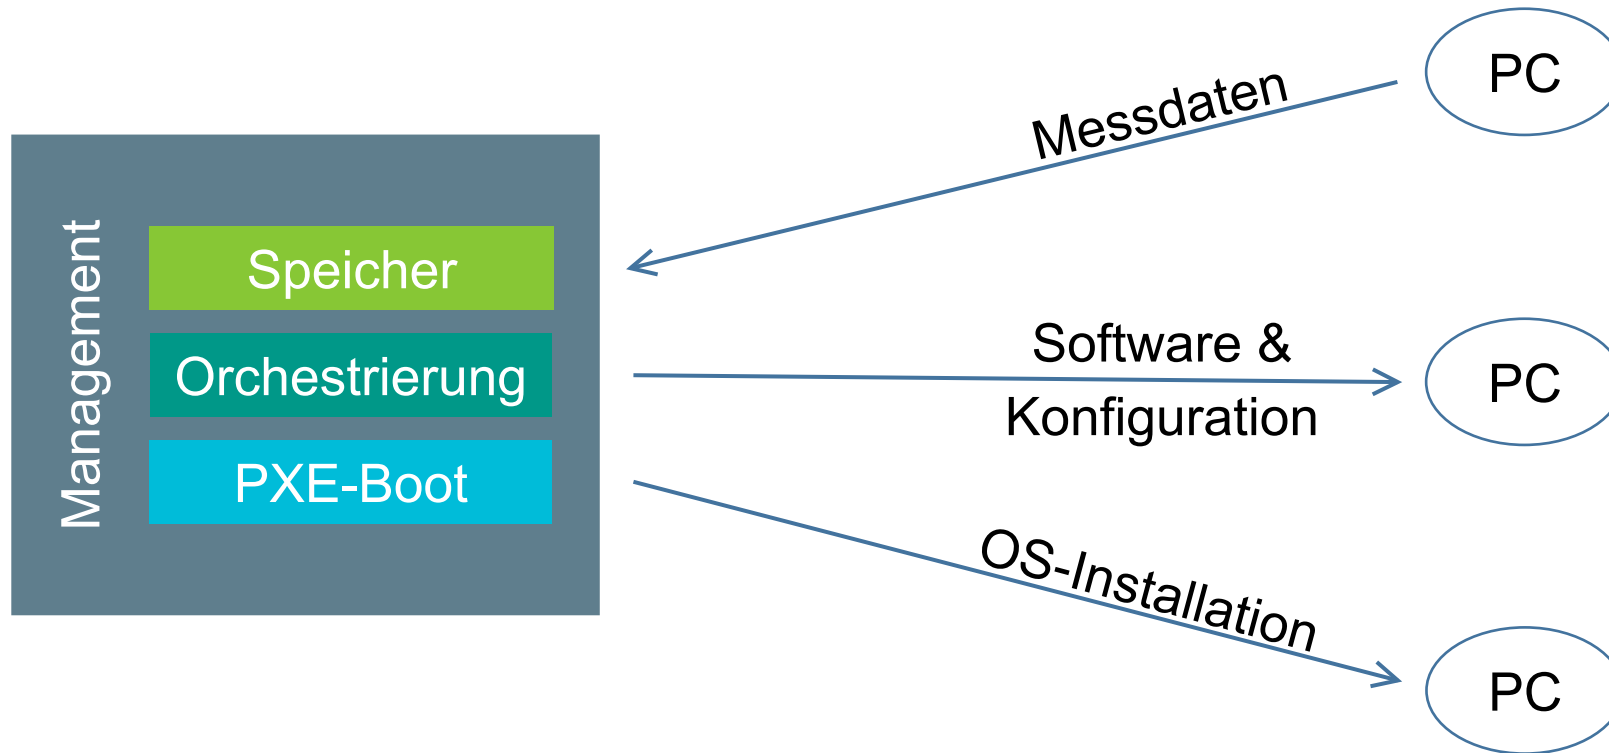 Management
Speicher
Orchestrierung
PXE-Boot
Messdaten
Software &
Konfiguration
OS-Installation
PC
PC
PC